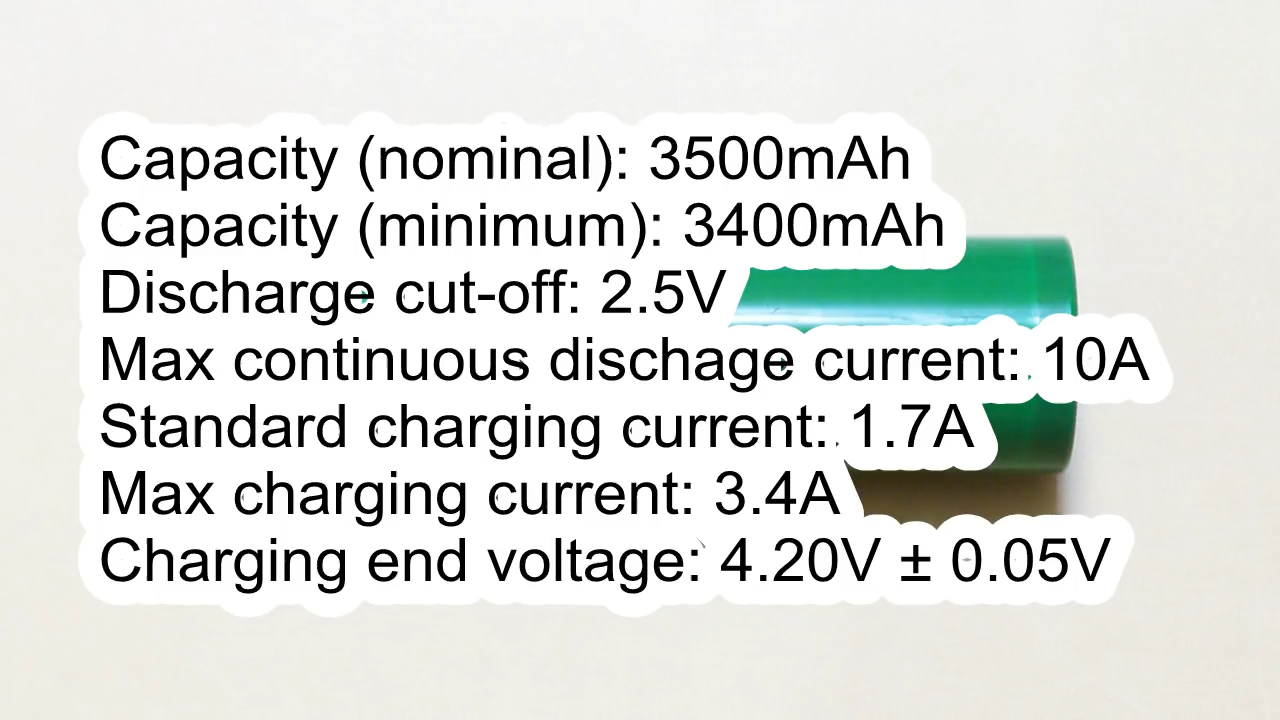 Capacity (nominal): 3500mAh
Capacity (minimum): 3400mAh
Discharge cut-off: 2.5V
Max continuous dischage current: 10A
Standard charging current: 1.7A
Max charging current: 3.4A
Charging end voltage: 4.20V ± 0.05V